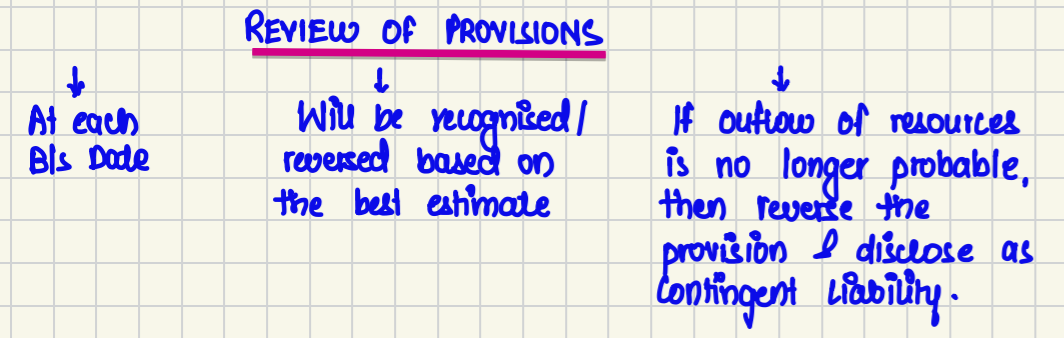 REVIEW OF PROVISIONS
At each
B/s Date
Will be recognised/
reversed based on
the best estimate
If outflow of resources
is no longer probable,
then reverse the
provision & disclose as
Contingent Liability.